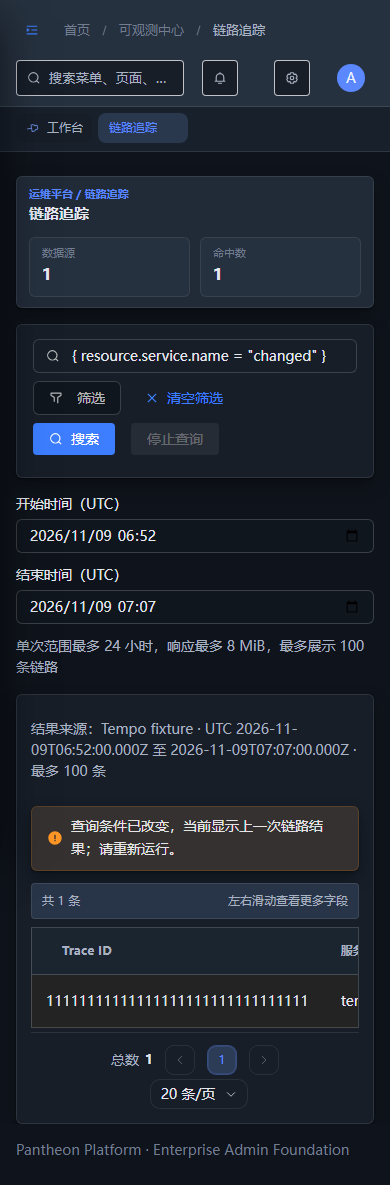 首页 / 可观测中心 / 链路追踪
搜索菜单、页面、...
A
工作台 链路追踪
运维平台 / 链路追踪
链路追踪
数据源 命中数
1 1
{ resource.service.name = "changed" }
筛选 清空筛选
搜索 停止查询
开始时间（UTC）
2026/11/09 06:52
结束时间（UTC）
2026/11/09 07:07
单次范围最多 24 小时，响应最多 8 MiB，最多展示 100
条链路
结果来源：Tempo fixture · UTC 2026-11-
09T06:52:00.000Z 至 2026-11-09T07:07:00.000Z ·
最多 100 条
查询条件已改变，当前显示上一次链路结
果；请重新运行。
共 1 条 左右滑动查看更多字段
Trace ID
11111111111111111111111111111111 ter
总数 1 1
20 条/页
Pantheon Platform · Enterprise Admin Foundation